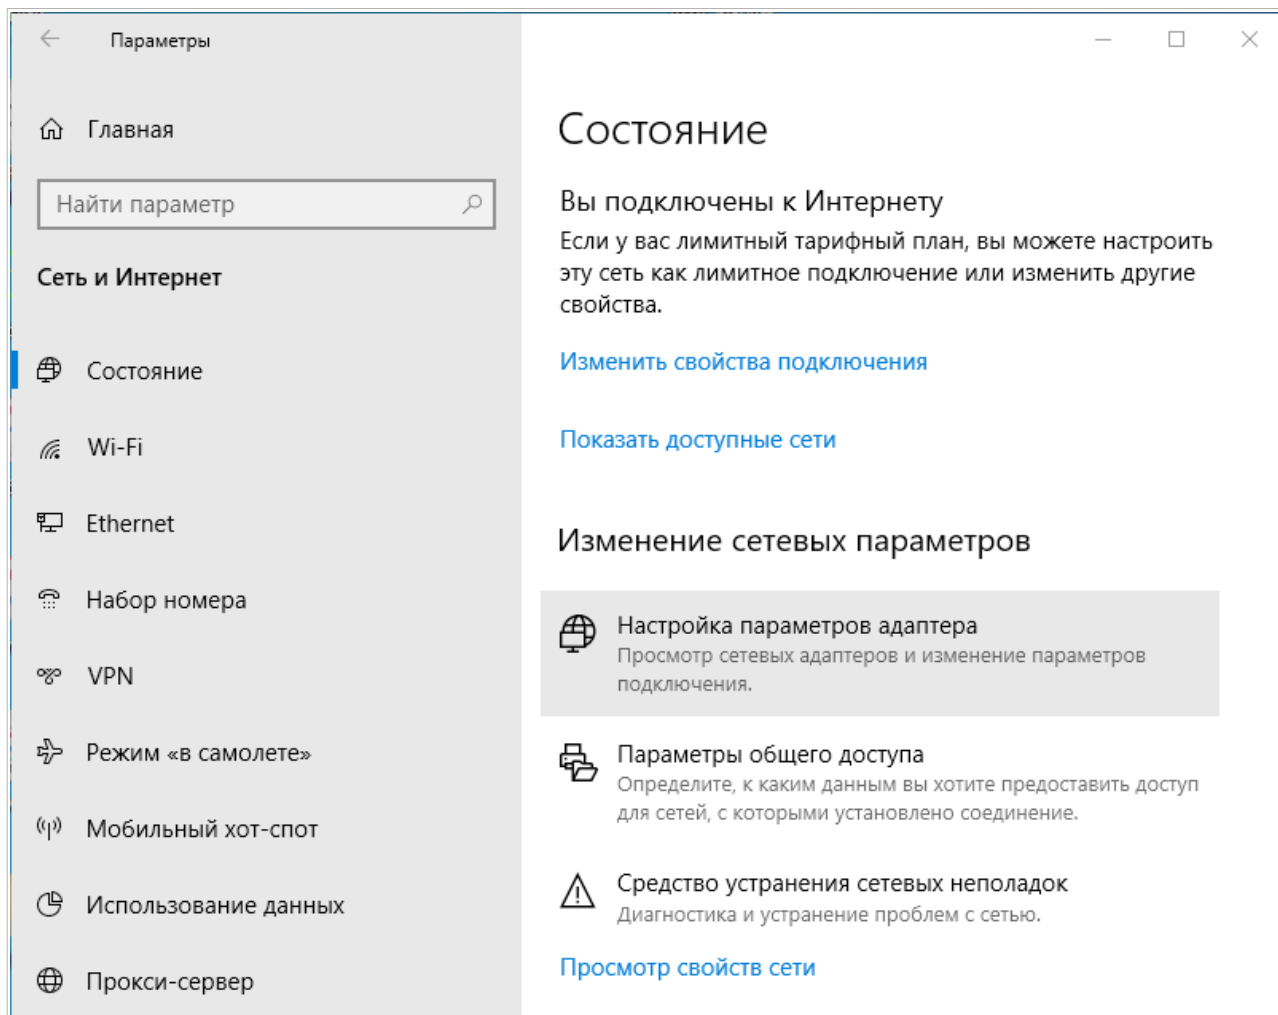 Параметры
Главная
Найти параметр
Сеть и Интернет
Состояние
Wi-Fi
Ethernet
Набор номера
VPN
Режим «в самолете»
Мобильный хот-спот
Использование данных
Прокси-сервер
Состояние
Вы подключены к Интернету
Если у вас лимитный тарифный план, вы можете настроить
эту сеть как лимитное подключение или изменить другие
свойства.
Изменить свойства подключения
Показать доступные сети
Изменение сетевых параметров
Настройка параметров адаптера
Просмотр сетевых адаптеров и изменение параметров
подключения.
Параметры общего доступа
Определите, к каким данным вы хотите предоставить доступ
для сетей, с которыми установлено соединение.
Средство устранения сетевых неполадок
Диагностика и устранение проблем с сетью.
Просмотр свойств сети